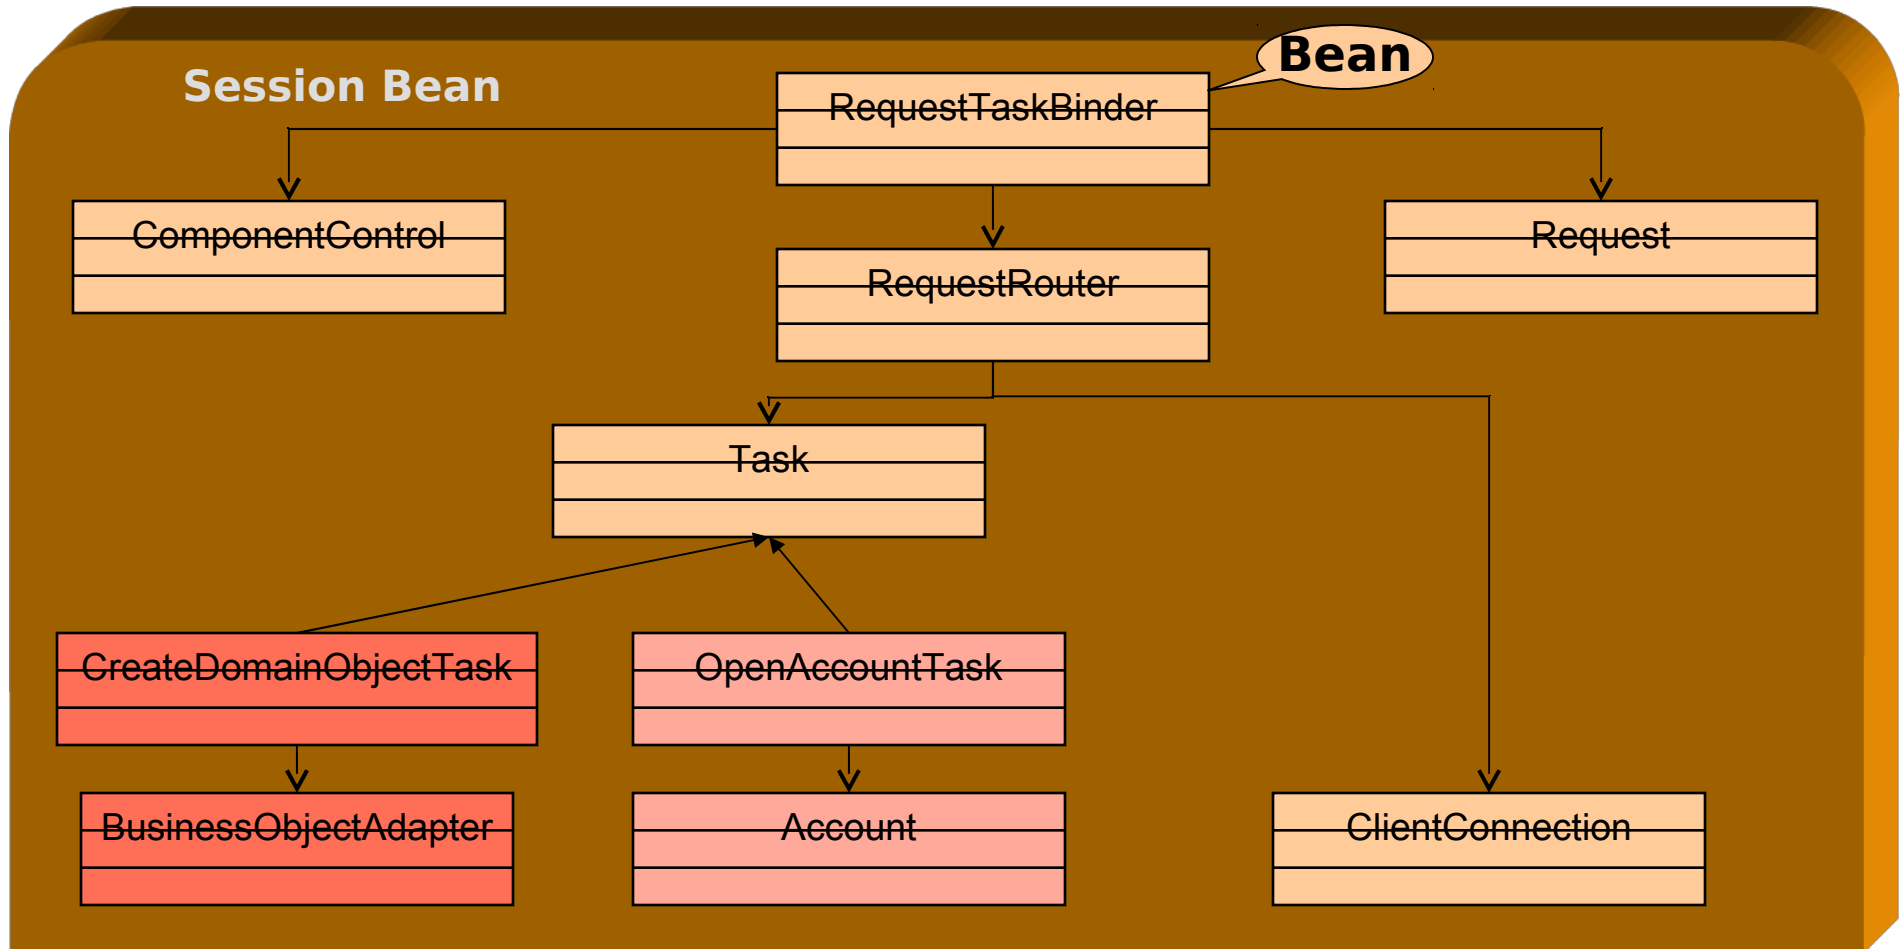 Session Bean
Bean
RequestTaskBinder
ComponentControl
Request
RequestRouter
Task
CreateDomainObjectTask
OpenAccountTask
BusinessObjectAdapter
Account
ClientConnection